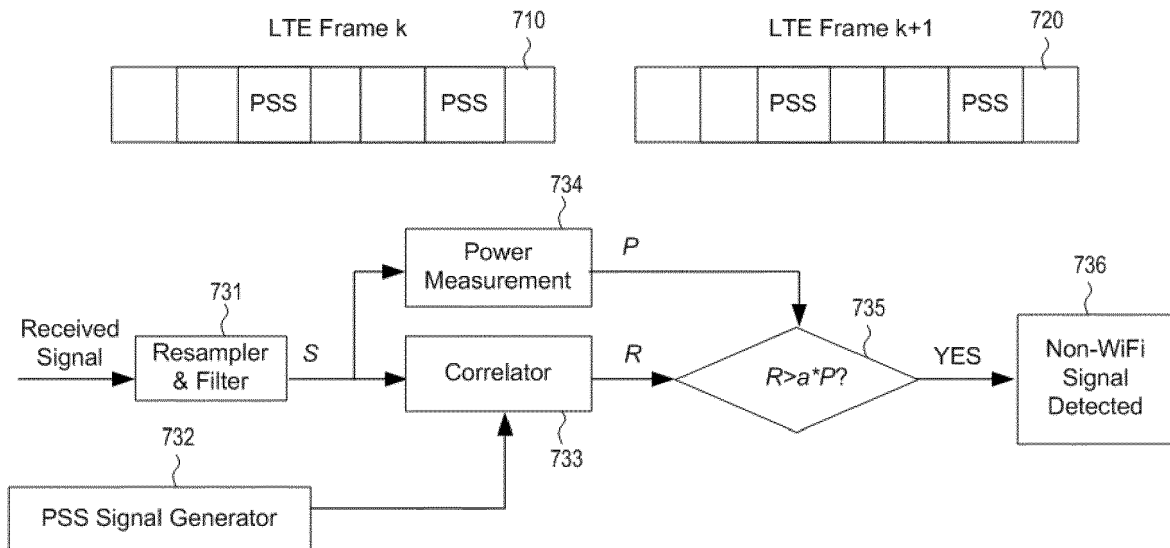 LTE Frame k
710
LTE Frame k+1
720
PSS
PSS
PSS
PSS
734
Power
Measurement
P
736
731
735
Received
Signal
Resampler
& Filter
S
Correlator
R
R>a*P?
YES
Non-WiFi
Signal
Detected
732
733
PSS Signal Generator